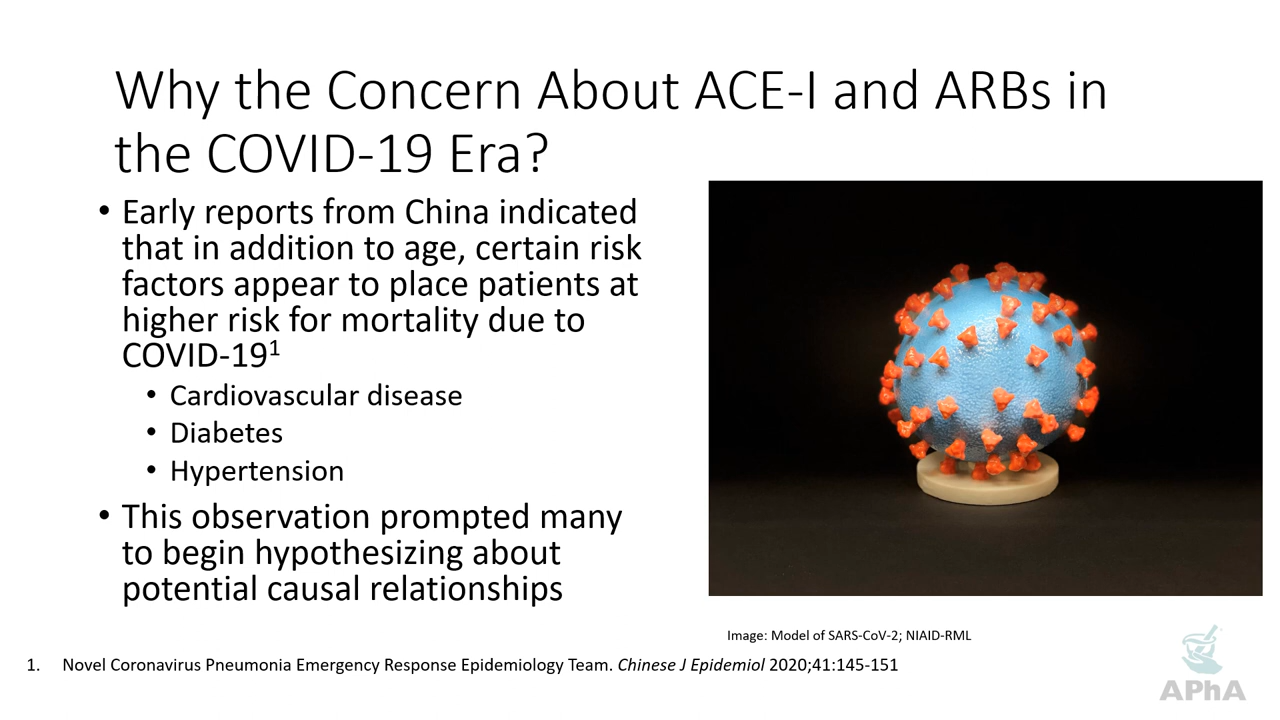 Why the Concern About ACE-I and ARBs in
the COVID-19 Era?
• Early reports from China indicated
that in addition to age, certain risk
factors appear to place patients at
higher risk for mortality due to
COVID-19¹
• Cardiovascular disease
• Diabetes
• Hypertension
• This observation prompted many
to begin hypothesizing about
potential causal relationships
Image: Model of SARS-CoV-2; NIAID-RML
1. Novel Coronavirus Pneumonia Emergency Response Epidemiology Team. Chinese J Epidemiol 2020;41:145-151
APhA